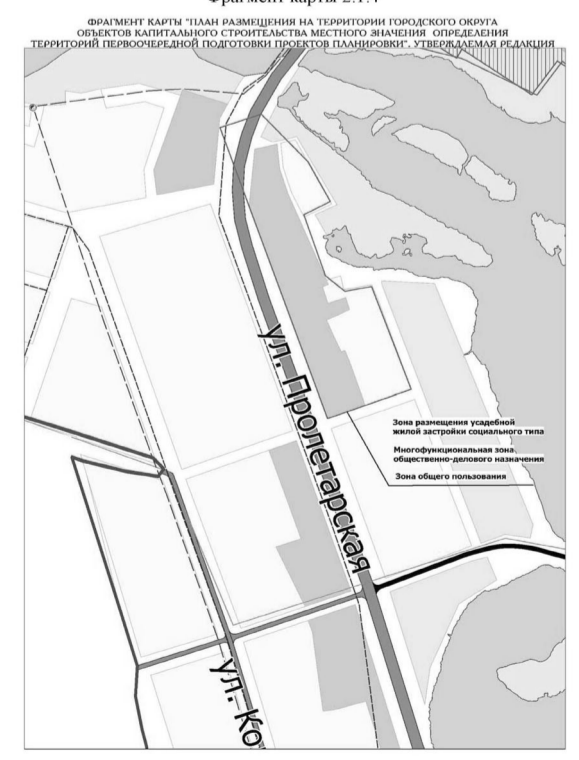 Фрагмент карты 2.1.4
ФРАГМЕНТ КАРТЫ "ПЛАН РАЗМЕЩЕНИЯ НА ТЕРРИТОРИИ ГОРОДСКОГО ОКРУГА
ОБЪЕКТОВ КАПИТАЛЬНОГО СТРОИТЕЛЬСТВА МЕСТНОГО ЗНАЧЕНИЯ ОПРЕДЕЛЕНИЯ
ТЕРРИТОРИЙ ПЕРВООЧЕРЕДНОЙ ПОДГОТОВКИ ПРОЕКТОВ ПЛАНИРОВКИ". УТВЕРЖДАЕМАЯ РЕДАКЦИЯ
ул. Пролетарская
Зона размещения усадебной
жилой застройки социального типа
Многофункциональная зона
общественно-делового назначения
Зона общего пользования
ул. Ко